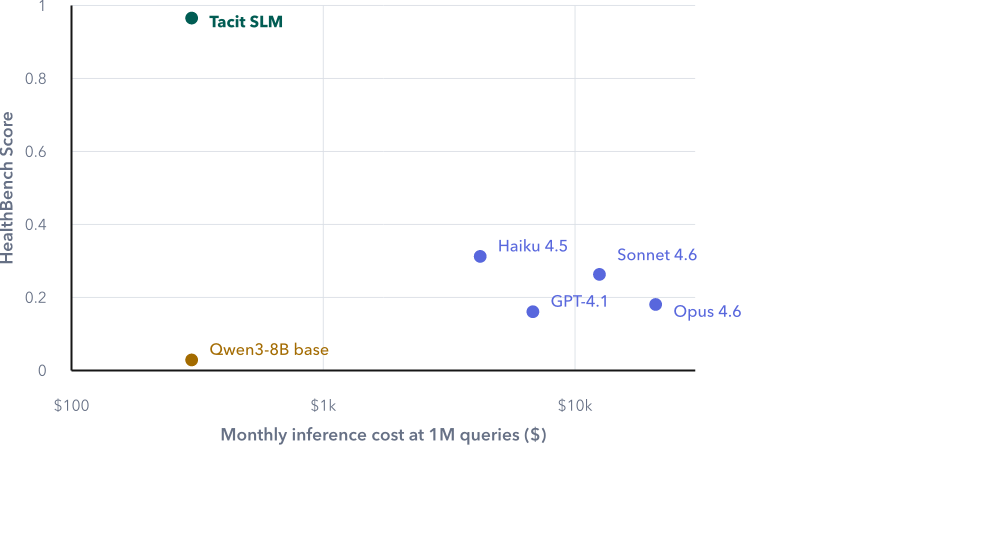 1
Tacit SLM
0.8
0.6
0.4
Haiku 4.5
Sonnet 4.6
0.2
GPT-4.1
Opus 4.6
Qwen3-8B base
0
HealthBench Score
$100
$1k
$10k
Monthly inference cost at 1M queries ($)